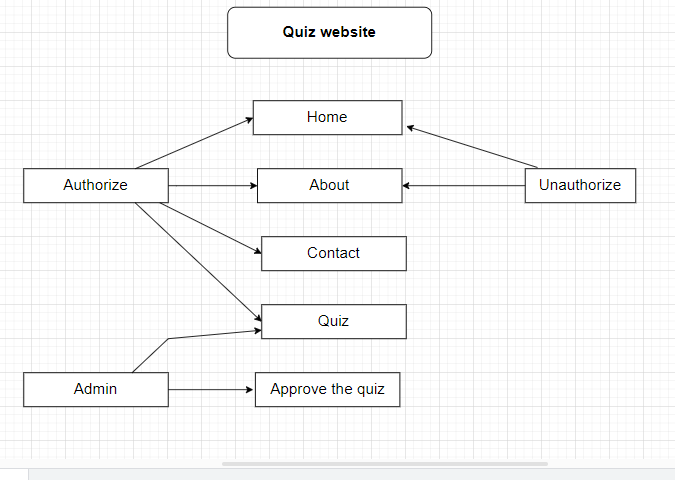 Quiz website
Home
Authorize
About
Unauthorize
Contact
Quiz
Admin
Approve the quiz